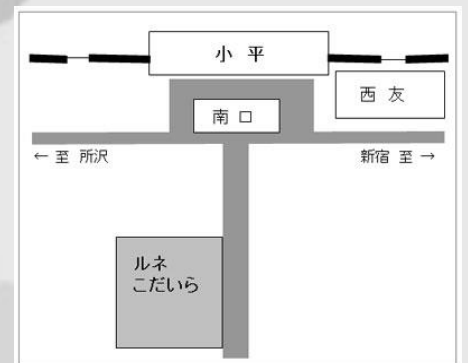 小 平
西 友
南 口
← 至 所沢
新宿 至 →
ルネ
こだいら